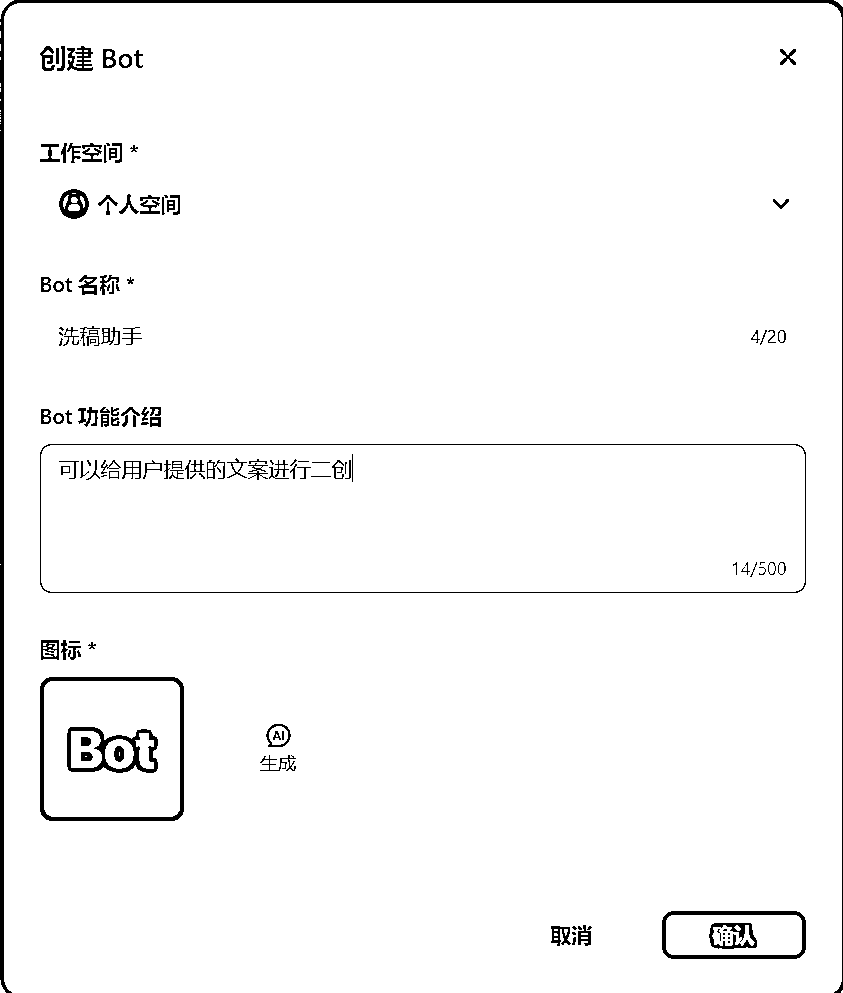 创建 Bot
工作空间 *
个人空间
Bot 名称 *
洗稿助手 4/20
Bot 功能介绍
可以给用户提供的文案进行二创
14/500
图标 *
Bot
AI
生成
取消 确认